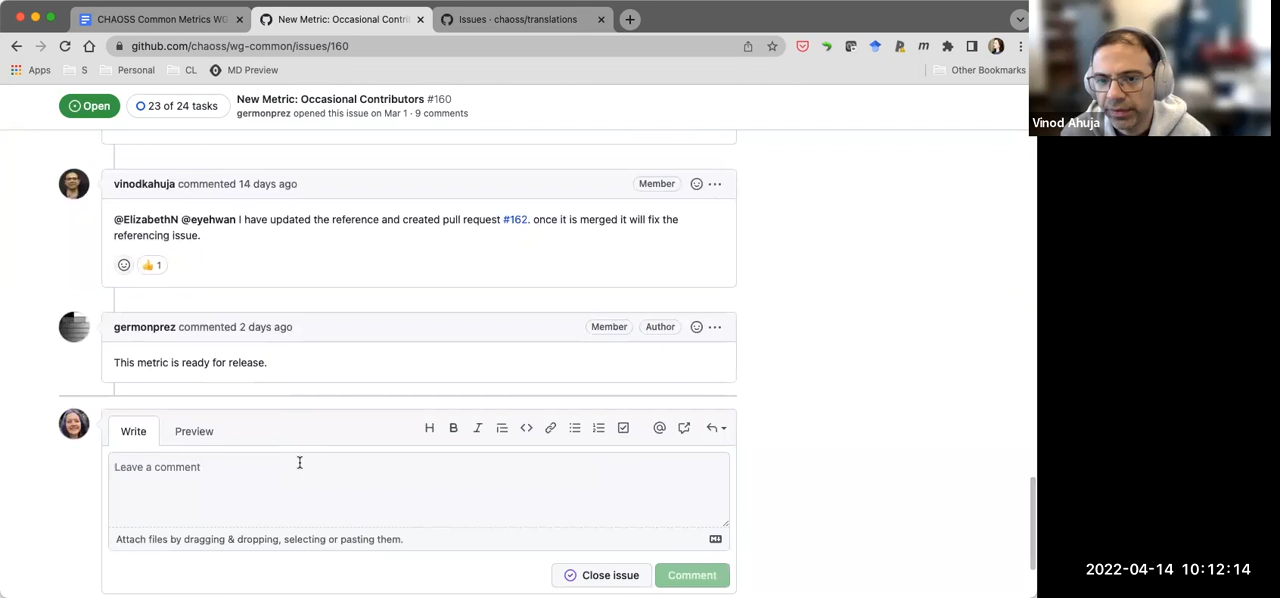 CHAOSS Common Metrics WG
New Metric: Occasional Contri
Issues · chaoss/translations
github.com/chaoss/wg-common/issues/160
Apps
S
Personal
CL
MD Preview
Other Bookmarks
Open
23 of 24 tasks
New Metric: Occasional Contributors #160
germonprez opened this issue on Mar 1 · 9 comments
Vinod Ahuja
vinodkahuja commented 14 days ago
Member
@ElizabethN @eyehwan I have updated the reference and created pull request #162. once it is merged it will fix the
referencing issue.
1
germonprez commented 2 days ago
Member
Author
This metric is ready for release.
Write
Preview
Leave a comment
Attach files by dragging & dropping, selecting or pasting them.
Close issue
Comment
2022-04-14 10:12:14